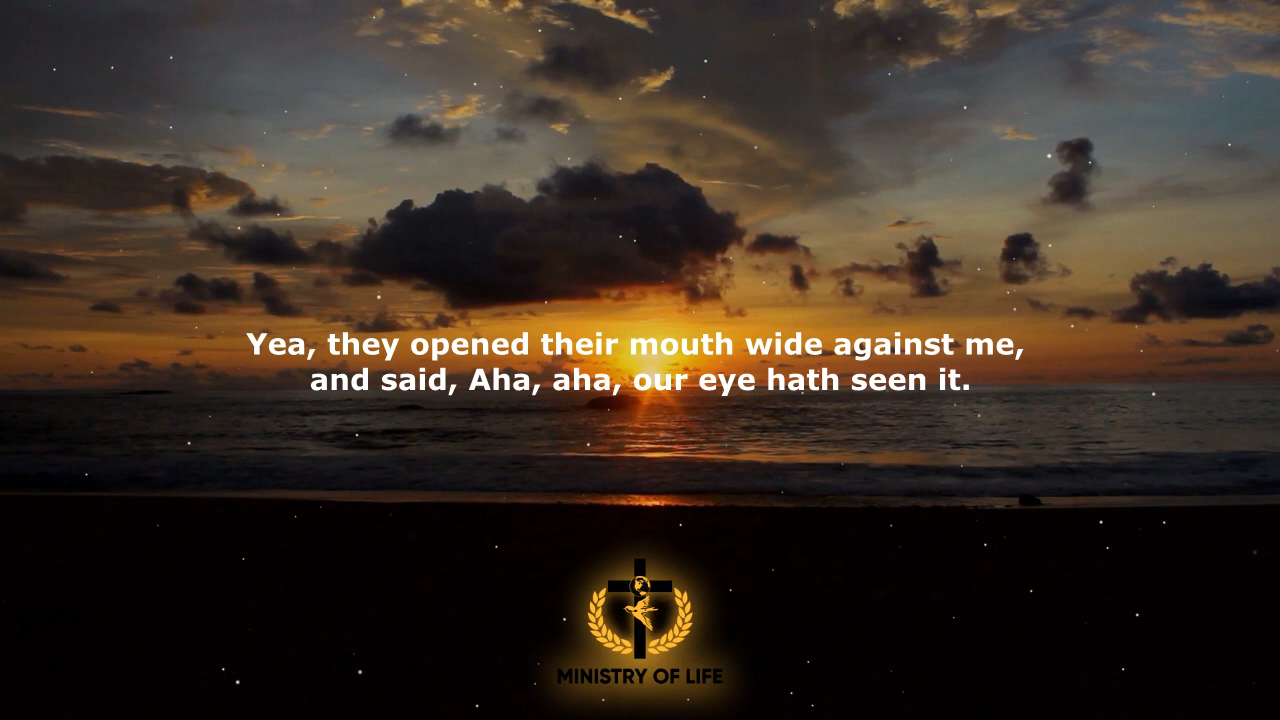 Yea, they opened their mouth wide against me,
and said, Aha, aha, our eye hath seen it.
MINISTRY OF LIFE